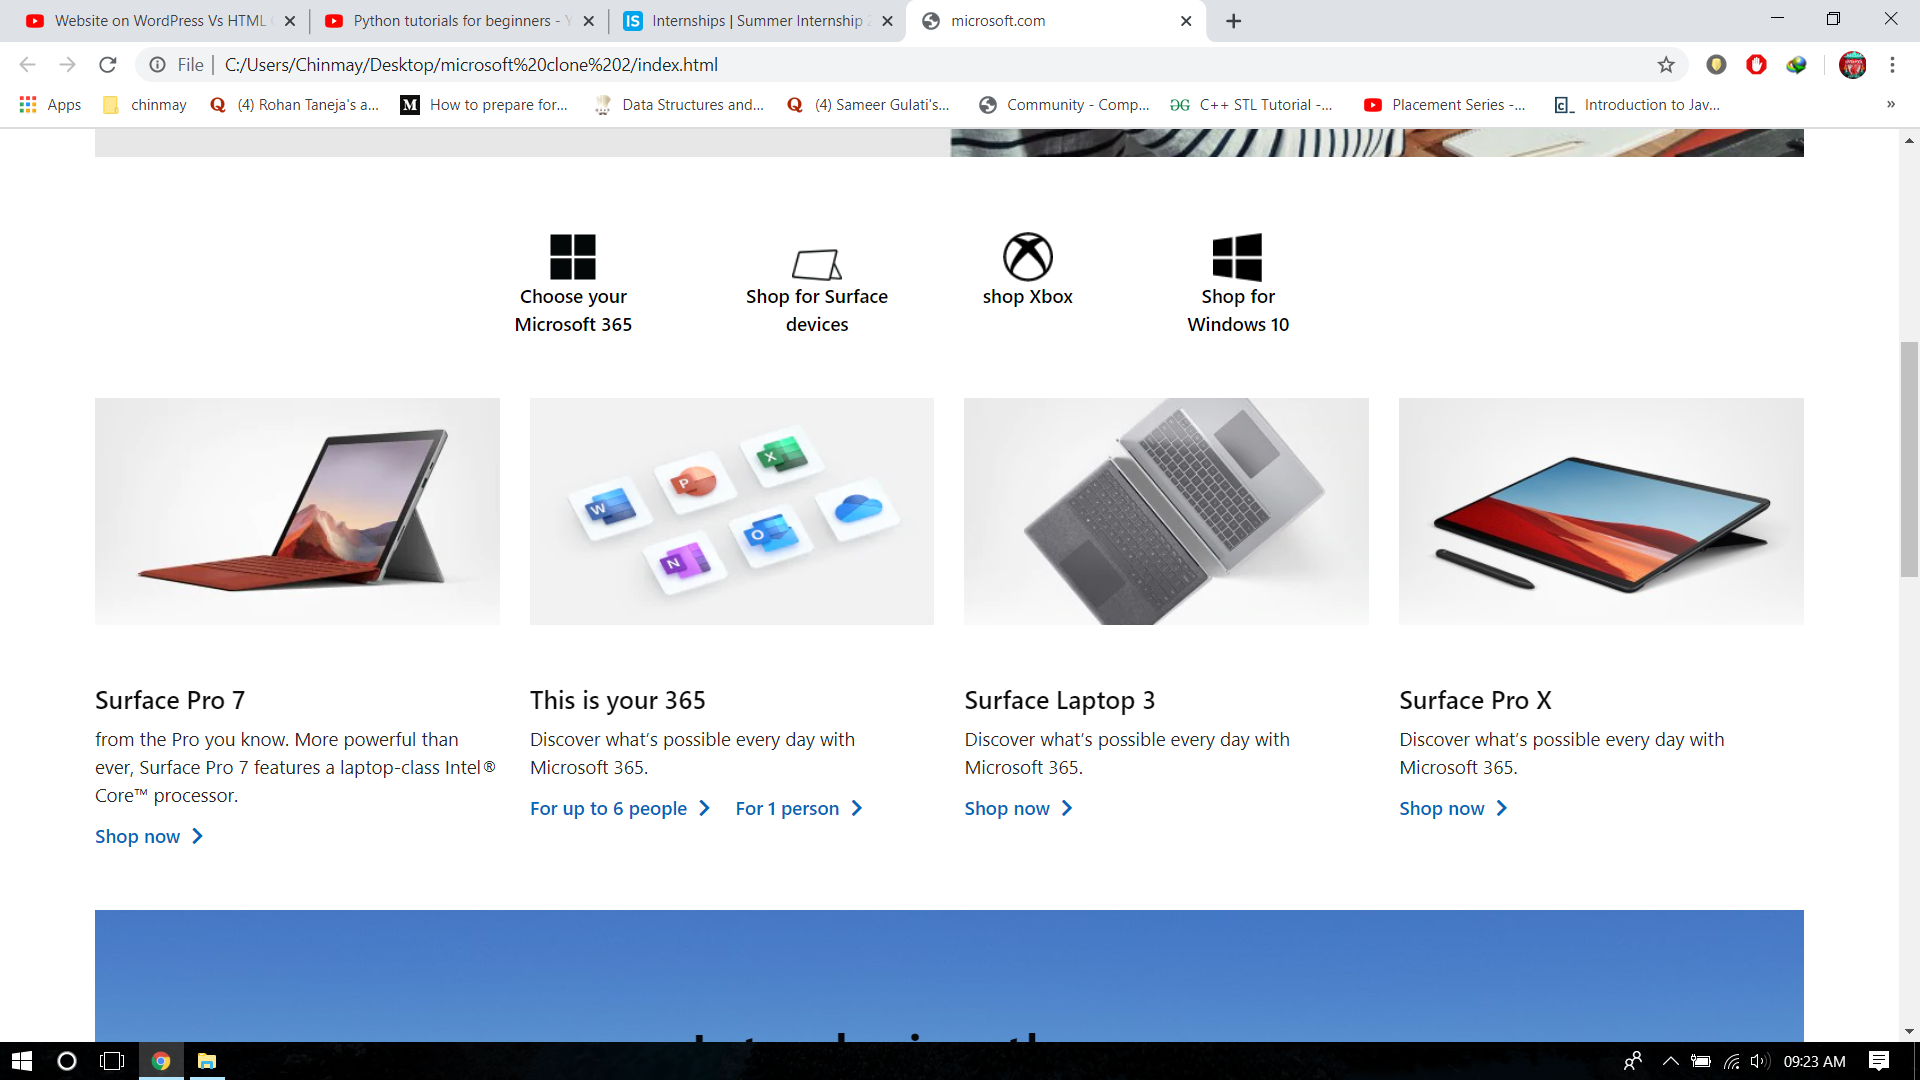 Website on WordPress Vs HTML
Python tutorials for beginners - Y
Internships | Summer Internship 2
microsoft.com
File | C:/Users/Chinmay/Desktop/microsoft%20clone%202/index.html
Apps
chinmay
(4) Rohan Taneja's a...
How to prepare for...
Data Structures and...
(4) Sameer Gulati's...
Community - Comp...
C++ STL Tutorial -...
Placement Series -...
Introduction to Jav...
»
Choose your
Microsoft 365
Shop for Surface
devices
shop Xbox
Shop for
Windows 10
Surface Pro 7
from the Pro you know. More powerful than
ever, Surface Pro 7 features a laptop-class Intel®
Core™ processor.
Shop now
This is your 365
Discover what's possible every day with
Microsoft 365.
For up to 6 people
For 1 person
Surface Laptop 3
Discover what's possible every day with
Microsoft 365.
Shop now
Surface Pro X
Discover what's possible every day with
Microsoft 365.
Shop now
09:23 AM